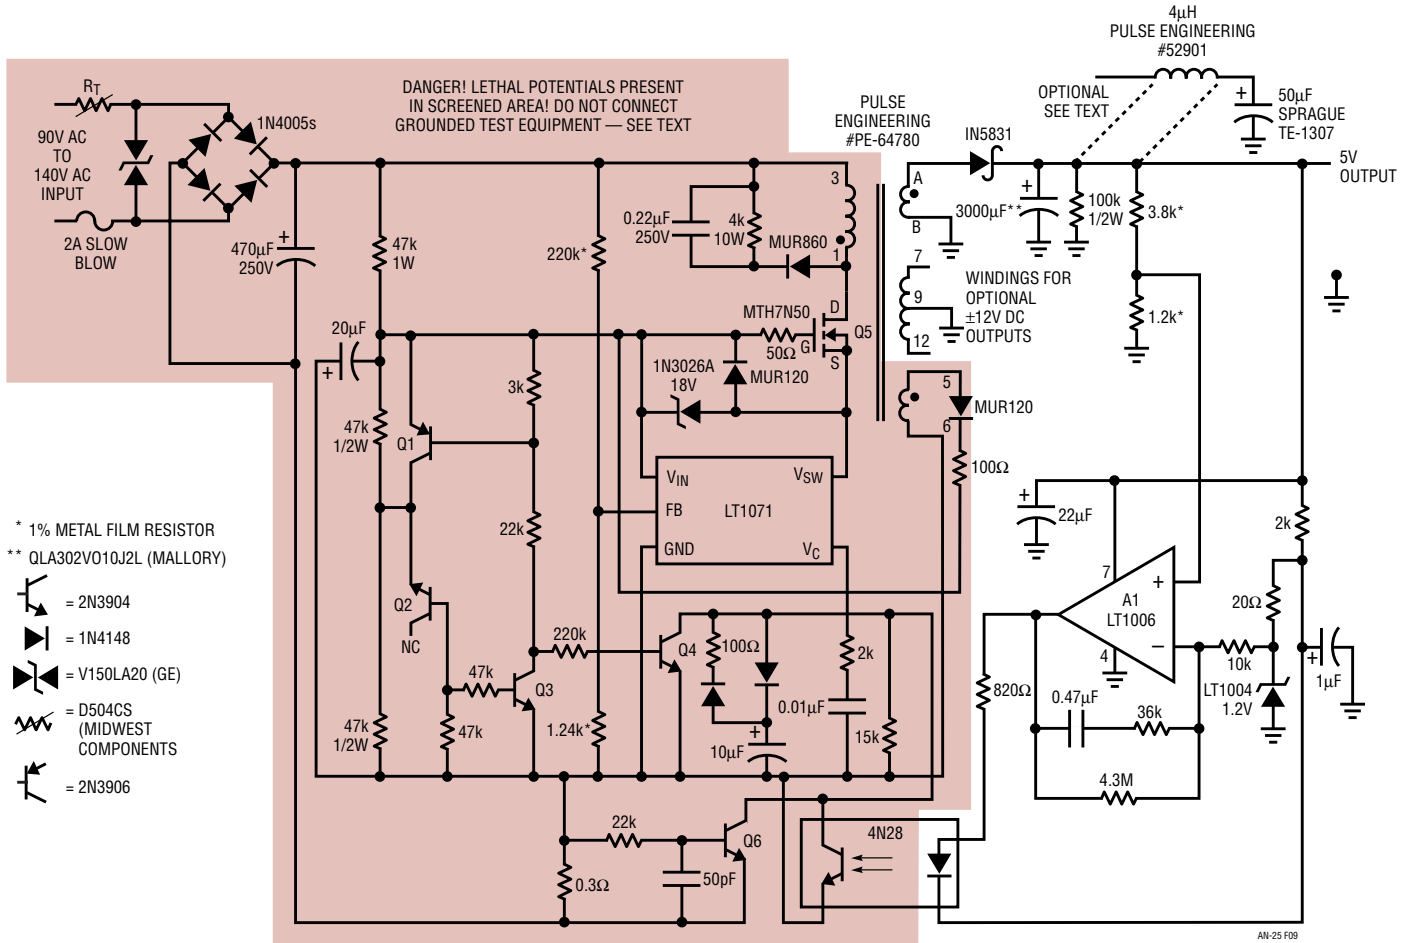 4μH
PULSE ENGINEERING
#52901
OPTIONAL
SEE TEXT
+
50μF
SPRAGUE
TE-1307
DANGER! LETHAL POTENTIALS PRESENT
IN SCREENED AREA! DO NOT CONNECT
GROUNDED TEST EQUIPMENT — SEE TEXT
PULSE
ENGINEERING
#PE-64780
RT
1N4005s
90V AC
TO
140V AC
INPUT
2A SLOW
BLOW
+
470μF
250V
47k
1W
220k*
0.22μF
250V
4k
10W
MUR860
3
1
A
B
IN5831
+
3000μF**
100k
1/2W
3.8k*
5V
OUTPUT
7
9
12
WINDINGS FOR
OPTIONAL
±12V DC
OUTPUTS
1.2k*
20μF
+
MTH7N50
D
G
S
Q5
50Ω
1N3026A
18V
MUR120
3k
47k
1/2W
Q1
5
6
MUR120
100Ω
VIN
VSW
FB
LT1071
GND
VC
22k
+
22μF
2k
* 1% METAL FILM RESISTOR
** QLA302VO10J2L (MALLORY)
= 2N3904
= 1N4148
= V150LA20 (GE)
= D504CS
(MIDWEST
COMPONENTS
= 2N3906
Q2
NC
7
+
A1
LT1006
4
−
20Ω
10k
LT1004
1.2V
+
1μF
220k
Q4
100Ω
2k
47k
Q3
820Ω
0.47μF
36k
47k
1/2W
47k
1.24k*
+
10μF
0.01μF
15k
4.3M
22k
Q6
4N28
0.3Ω
50pF
AN-25 F09